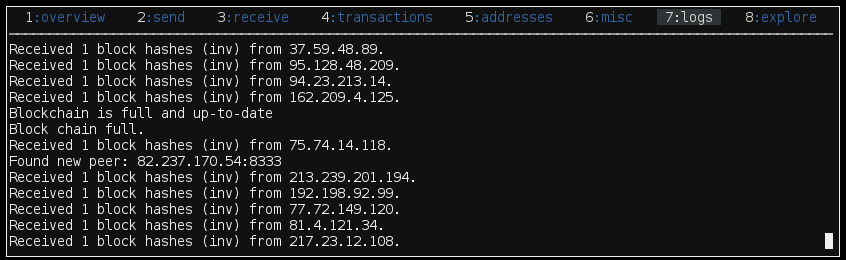 1:overview 2:send 3:receive 4:transactions 5:addresses 6:misc 7:logs 8:explore
Received 1 block hashes (inv) from 37.59.48.89.
Received 1 block hashes (inv) from 95.128.48.209.
Received 1 block hashes (inv) from 94.23.213.14.
Received 1 block hashes (inv) from 162.209.4.125.
Blockchain is full and up-to-date
Block chain full.
Received 1 block hashes (inv) from 75.74.14.118.
Found new peer: 82.237.170.54:8333
Received 1 block hashes (inv) from 213.239.201.194.
Received 1 block hashes (inv) from 192.198.92.99.
Received 1 block hashes (inv) from 77.72.149.120.
Received 1 block hashes (inv) from 81.4.121.34.
Received 1 block hashes (inv) from 217.23.12.108.